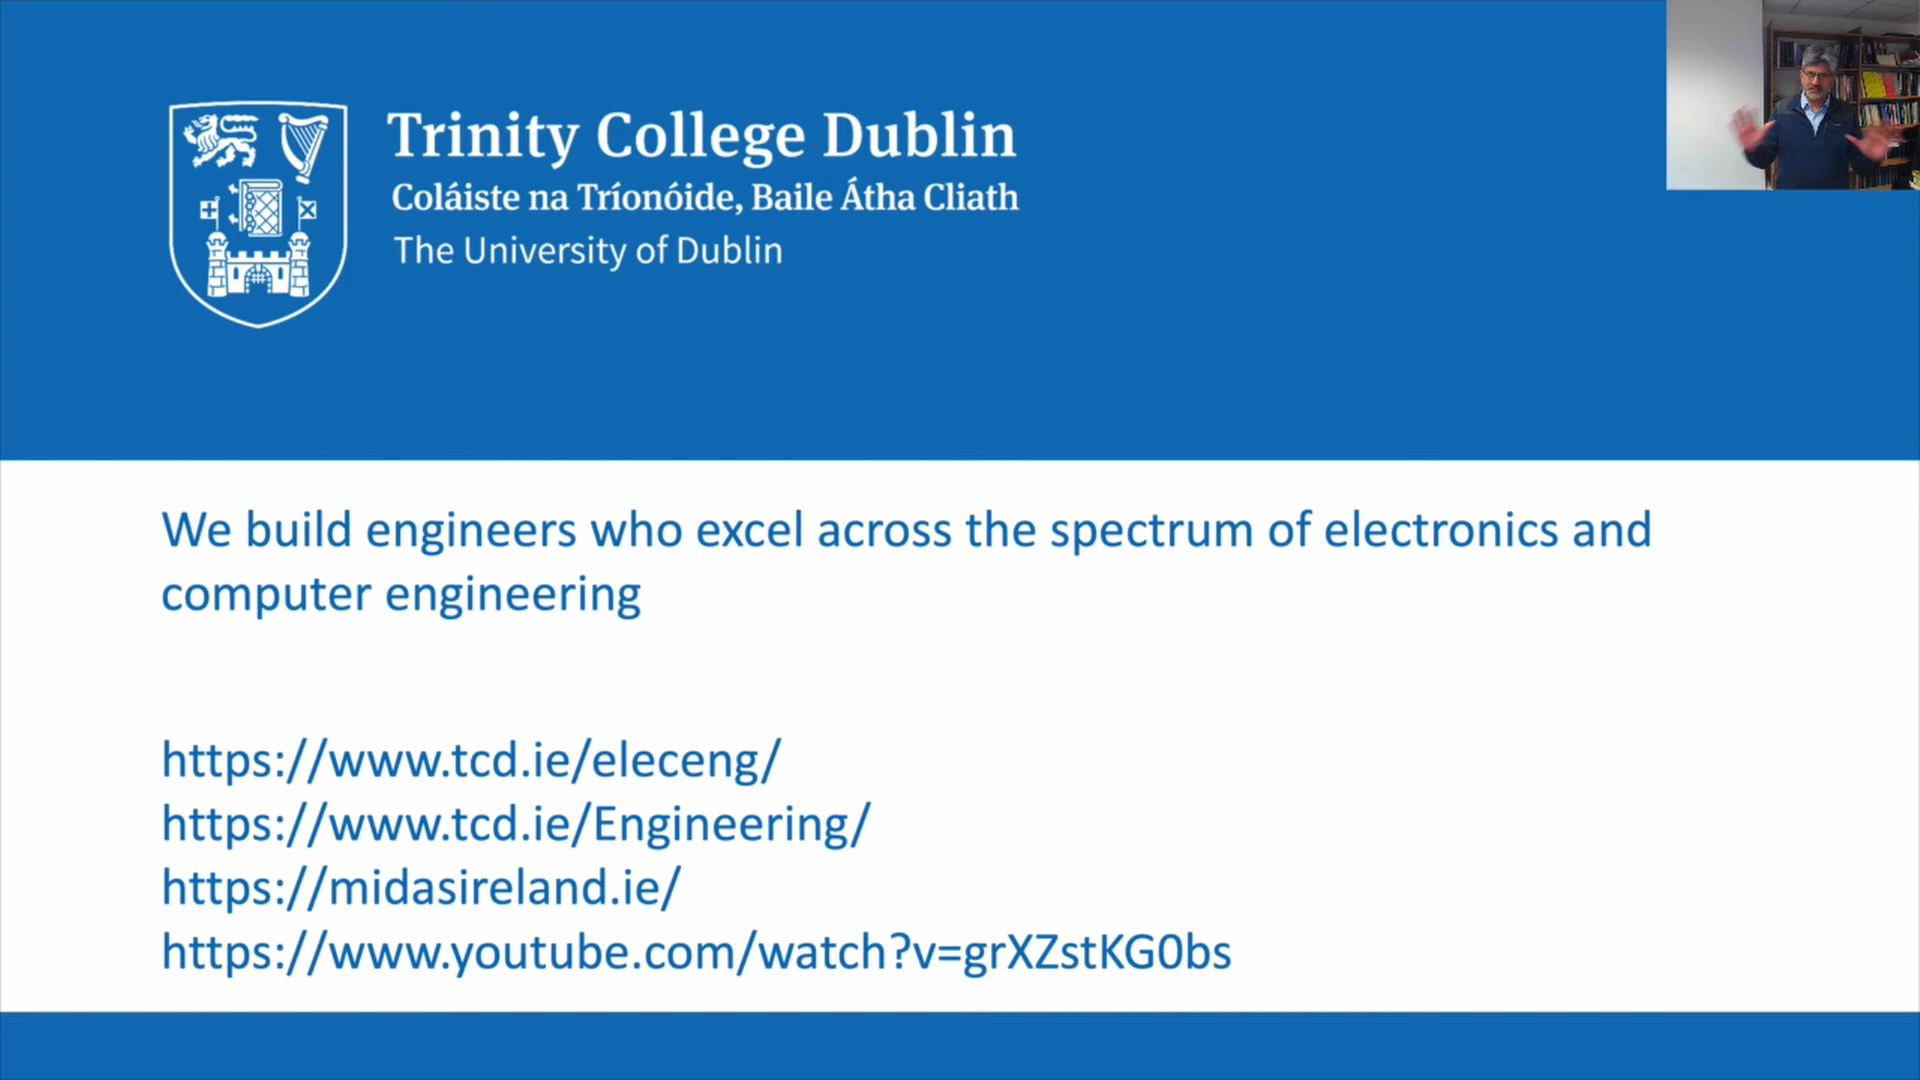 Trinity College Dublin
Coláiste na Tríonóide, Baile Átha Cliath
The University of Dublin
We build engineers who excel across the spectrum of electronics and
computer engineering
https://www.tcd.ie/eleceng/
https://www.tcd.ie/Engineering/
https://midasireland.ie/
https://www.youtube.com/watch?v=grXZstKG0bs